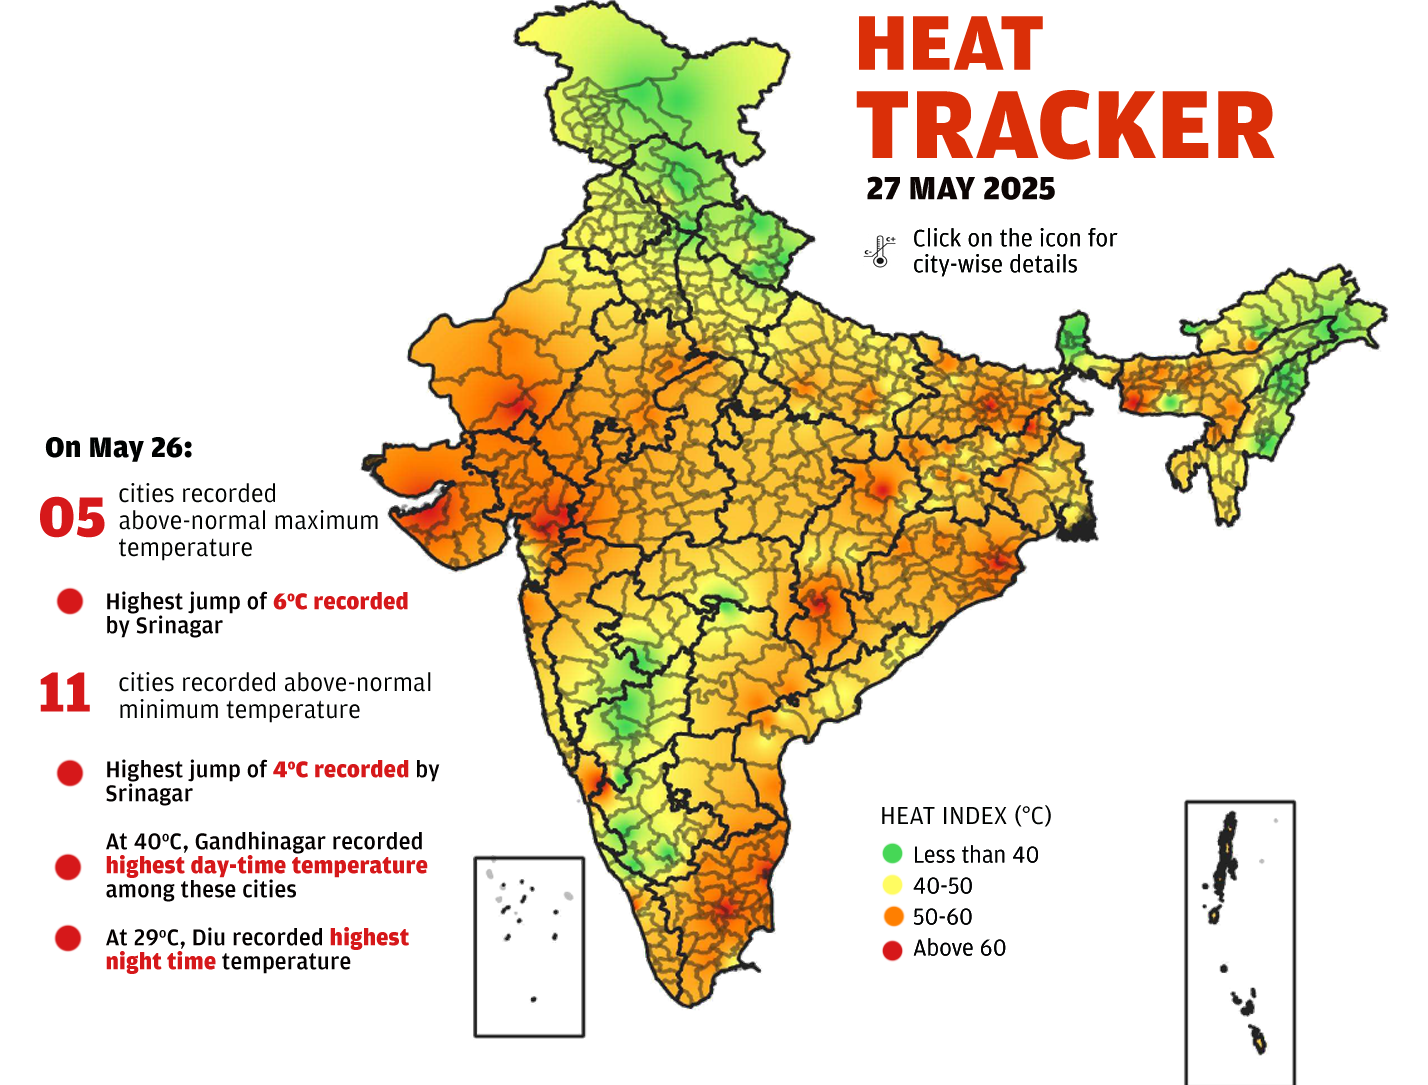 HEAT
TRACKER
27 MAY 2025
C+
C-
Click on the icon for
city-wise details
On May 26:
05
cities recorded
above-normal maximum
temperature
Highest jump of 6ºC recorded
by Srinagar
11
cities recorded above-normal
minimum temperature
Highest jump of 4ºC recorded by
Srinagar
At 40ºC, Gandhinagar recorded
highest day-time temperature
among these cities
At 29ºC, Diu recorded highest
night time temperature
HEAT INDEX (°C)
Less than 40
40-50
50-60
Above 60